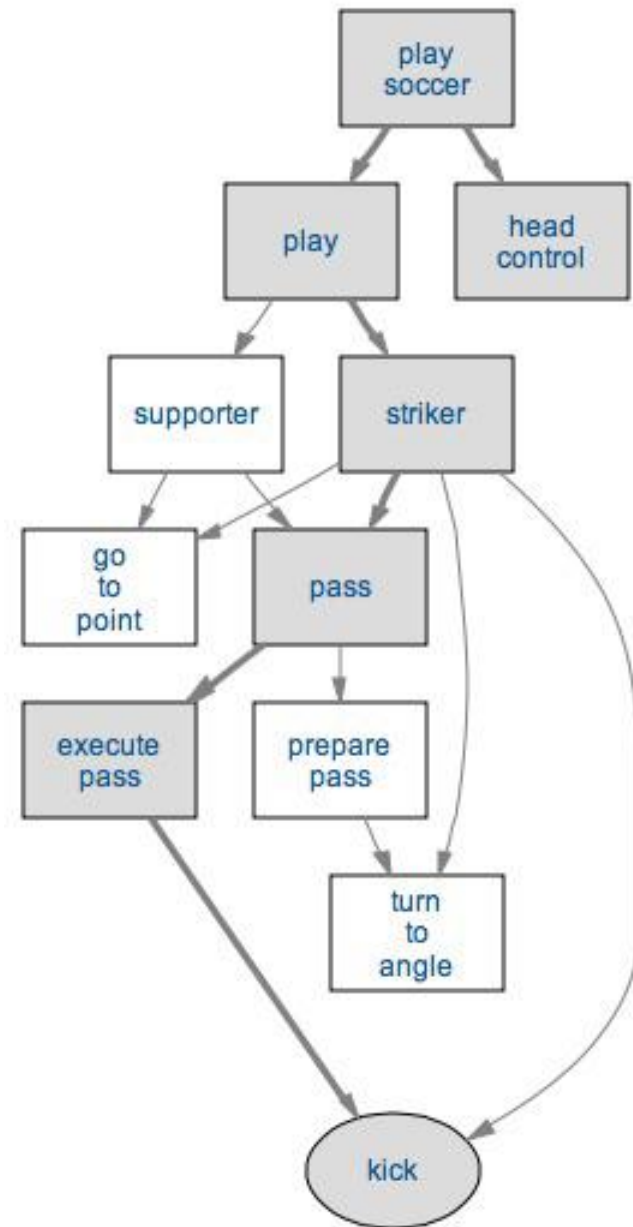 play
soccer
play
head
control
supporter
striker
go
to
point
pass
execute
pass
prepare
pass
turn
to
angle
kick